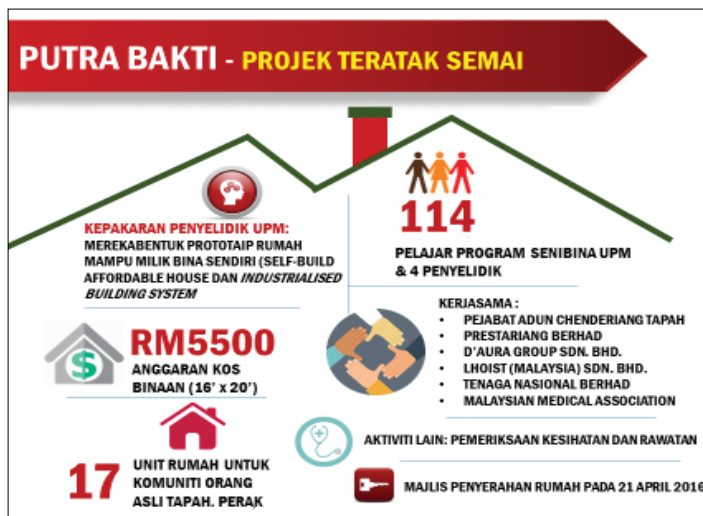 PUTRA BAKTI - PROJEK TERATAK SEMAI
KEPAKARAN PENYELIDIK UPM:
MEREKABENTUK PROTOTAIP RUMAH
MAMPU MILIK BINA SENDIRI (SELF-BUILD
AFFORDABLE HOUSE DAN INDUSTRIALISED
BUILDING SYSTEM
114
PELAJAR PROGRAM SENIBINA UPM
& 4 PENYELIDIK
RM5500
ANGGARAN KOS
BINAAN (16' x 20')
KERJASAMA :
• PEJABAT ADUN CHENDERIANG TAPAH
• PRESTARIANG BERHAD
• D'AURA GROUP SDN. BHD.
• LHOIST (MALAYSIA) SDN. BHD.
• TENAGA NASIONAL BERHAD
• MALAYSIAN MEDICAL ASSOCIATION
17
UNIT RUMAH UNTUK
KOMUNITI ORANG
ASLI TAPAH. PERAK
AKTIVITI LAIN: PEMERIKSAAN KESIHATAN DAN RAWATAN
MAJLIS PENYERAHAN RUMAH PADA 21 APRIL 2016